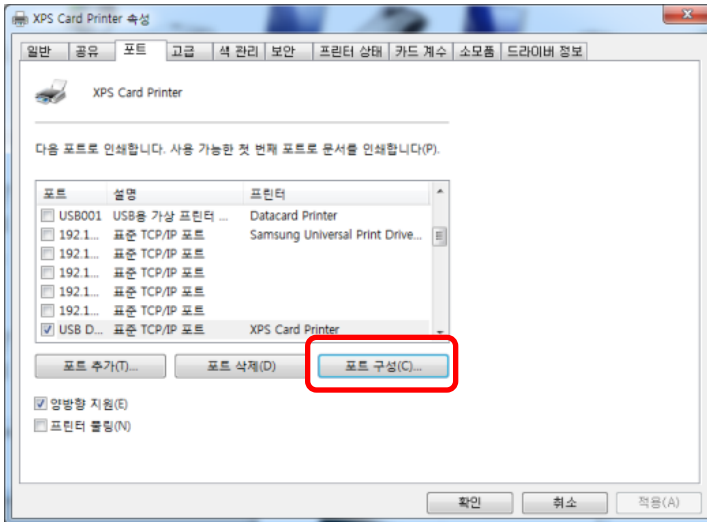 XPS Card Printer 속성
일반 공유 포트 고급 색 관리 보안 프린터 상태 카드 계수 소모품 드라이버 정보
XPS Card Printer
다음 포트로 인쇄합니다. 사용 가능한 첫 번째 포트로 문서를 인쇄합니다(P).
포트 설명 프린터
USB001 USB용 가상 프린터 ... Datacard Printer
192.1... 표준 TCP/IP 포트 Samsung Universal Print Drive...
192.1... 표준 TCP/IP 포트
192.1... 표준 TCP/IP 포트
192.1... 표준 TCP/IP 포트
192.1... 표준 TCP/IP 포트
USB D... 표준 TCP/IP 포트 XPS Card Printer
포트 추가(T)... 포트 삭제(D) 포트 구성(C)...
양방향 지원(E)
프린터 풀링(N)
확인 취소 적용(A)